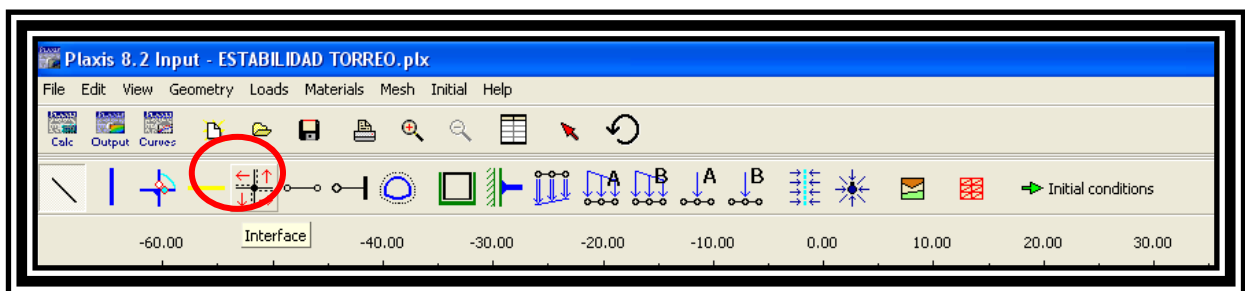 Plaxis 8.2 Input - ESTABILIDAD TORREO.plx
File Edit View Geometry Loads Materials Mesh Initial Help
Calc Output Curves
A B A B Initial conditions
Interface
-60.00 -40.00 -30.00 -20.00 -10.00 0.00 10.00 20.00 30.00